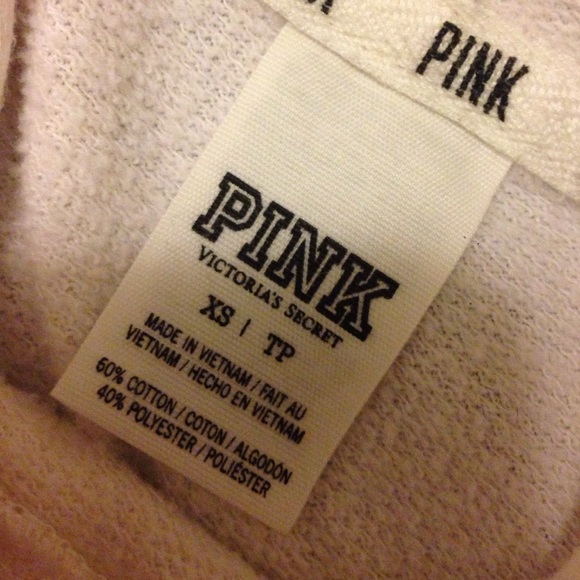 PINK
PINK
VICTORIA'S SECRET
XS | TP
MADE IN VIETNAM / FAIT AU
VIETNAM / HECHO EN VIETNAM
60% COTTON / COTON / ALGODÓN
40% POLYESTER / POLIÉSTER